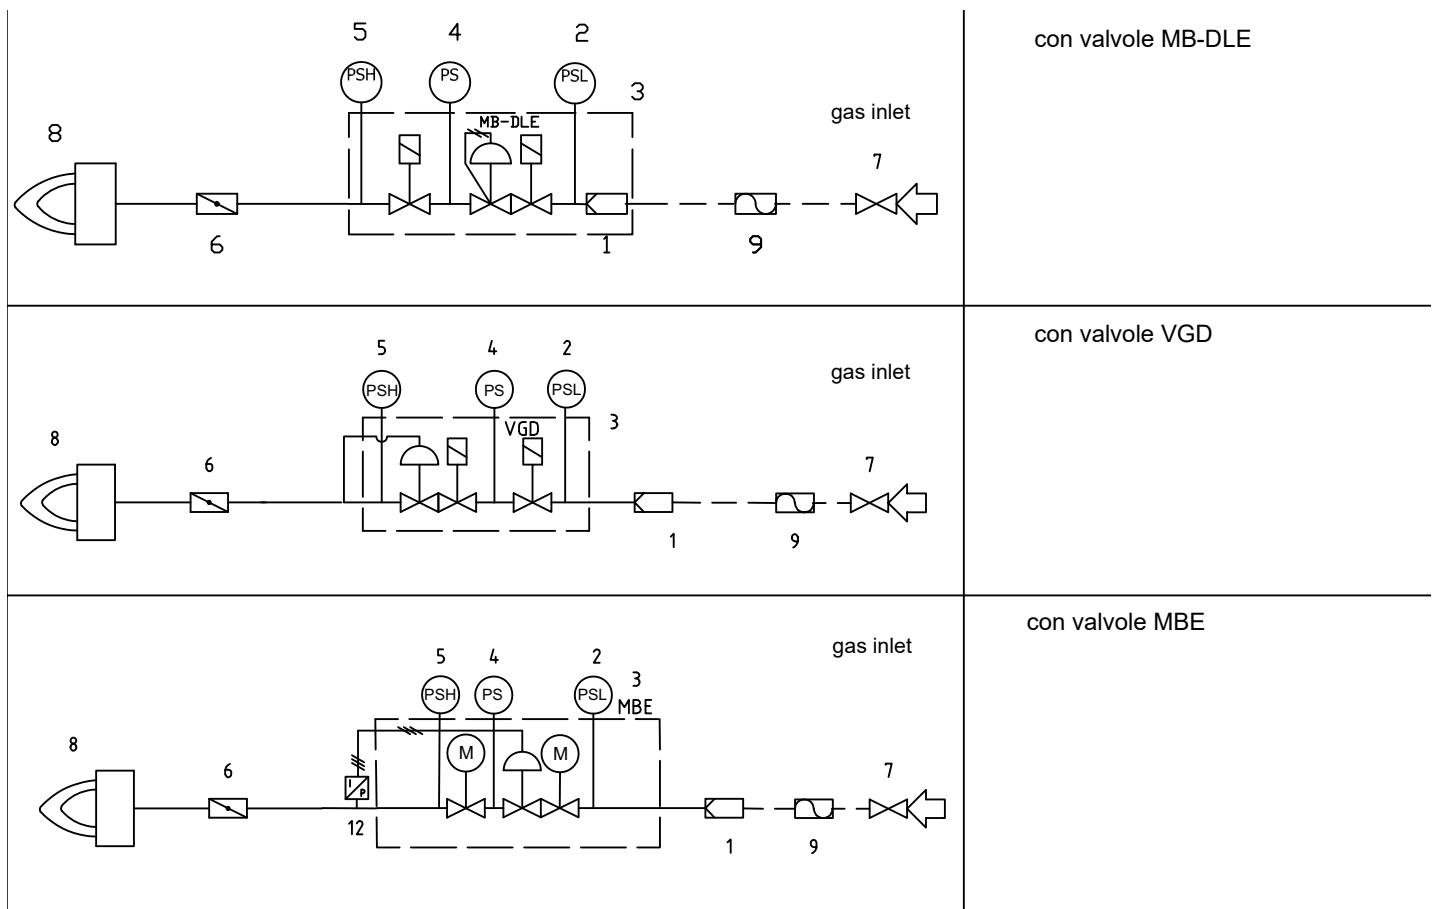 5 4 2 con valvole MB-DLE
PSH PS PSL
3
gas inlet
MB-DLE
8
7
6 1 9
con valvole VGD
5 4 2
gas inlet
PSH PS PSL
3
VGD
8
6 7
1 9
con valvole MBE
gas inlet
5 4 2
3
PSH PS PSL
MBE
8
M M
6 7
I
P
12
1 9